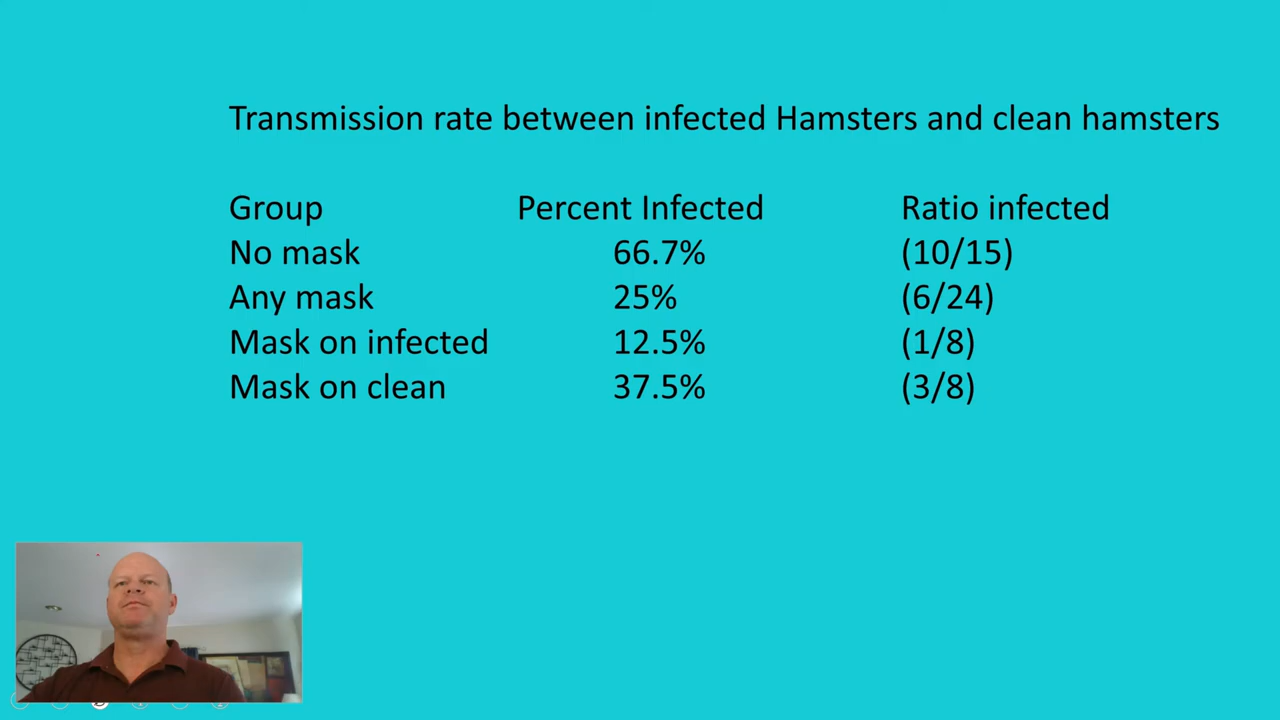 Transmission rate between infected Hamsters and clean hamsters
Group Percent Infected Ratio infected
No mask 66.7% (10/15)
Any mask 25% (6/24)
Mask on infected 12.5% (1/8)
Mask on clean 37.5% (3/8)